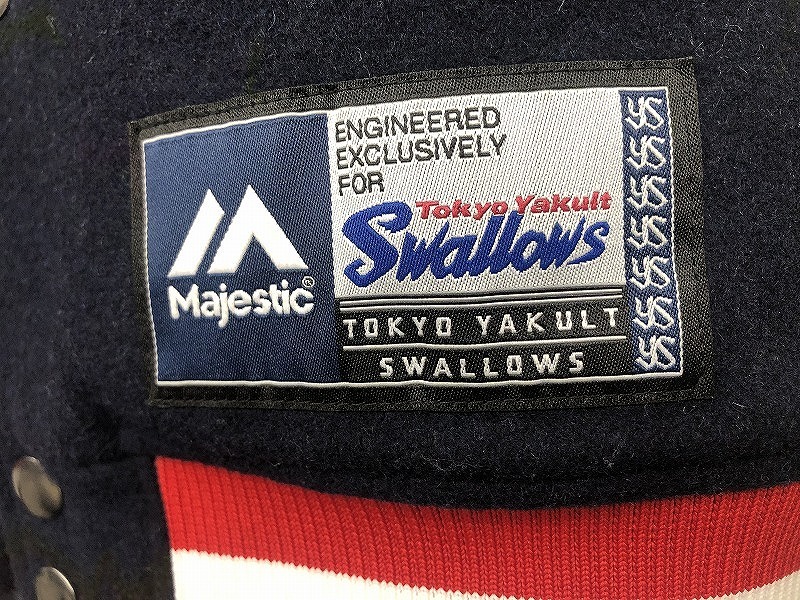 Majestic®
ENGINEERED
EXCLUSIVELY
FOR
Tokyo Yakult
Swallows
TOKYO YAKULT
SWALLOWS
YS
YS
YS
YS
YS
YS
YS